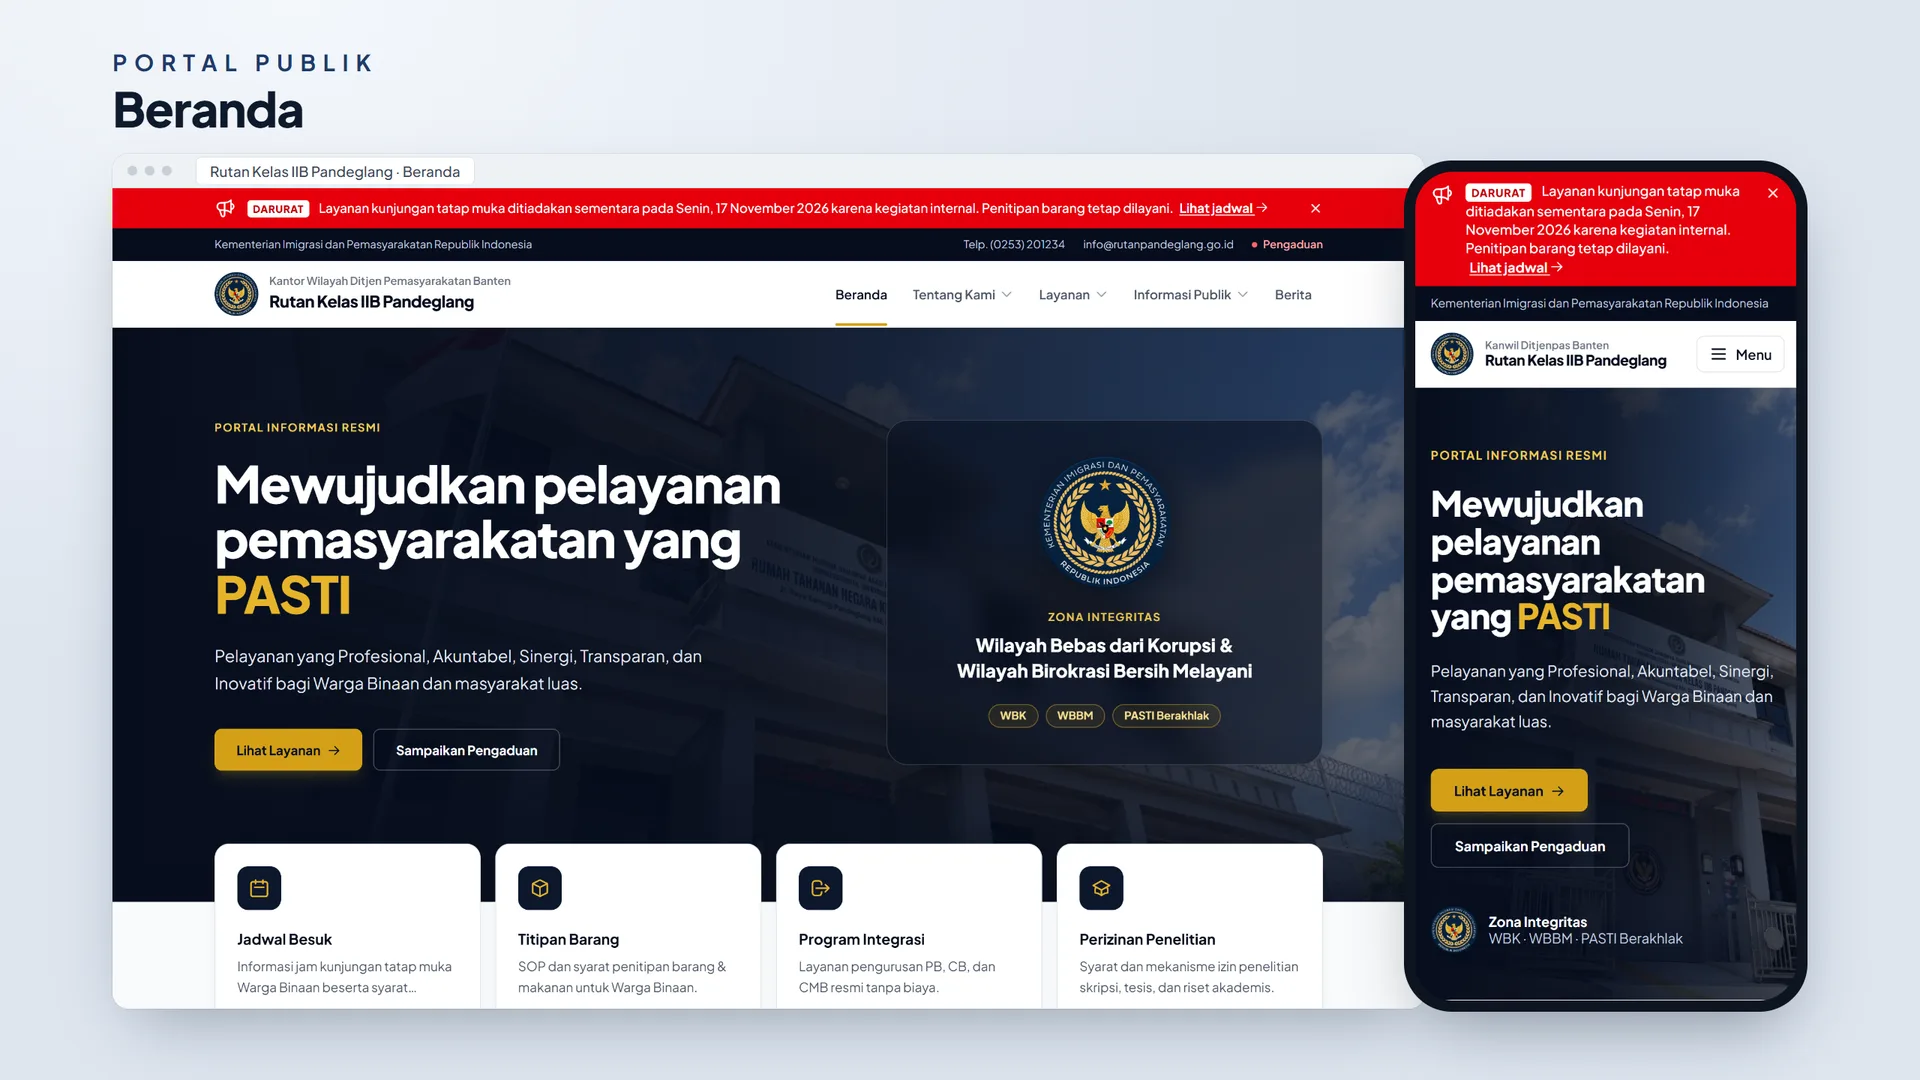 PORTAL PUBLIK
Beranda
Rutan Kelas IIB Pandeglang · Beranda
DARURAT Layanan kunjungan tatap muka ditiadakan sementara pada Senin, 17 November 2026 karena kegiatan internal. Penitipan barang tetap dilayani. Lihat jadwal →
Kementerian Imigrasi dan Pemasyarakatan Republik Indonesia
Telp. (0253) 201234 info@rutanpandeglang.go.id • Pengaduan
Kantor Wilayah Ditjen Pemasyarakatan Banten
Rutan Kelas IIB Pandeglang
Beranda Tentang Kami Layanan Informasi Publik Berita
PORTAL INFORMASI RESMI
Mewujudkan pelayanan
pemasyarakatan yang
PASTI
Pelayanan yang Profesional, Akuntabel, Sinergi, Transparan, dan
Inovatif bagi Warga Binaan dan masyarakat luas.
Lihat Layanan →
Sampaikan Pengaduan
RUMAH TAHANAN NEGARA
KEMENTERIAN IMIGRASI DAN PEMASYARAKATAN
REPUBLIK INDONESIA
ZONA INTEGRITAS
Wilayah Bebas dari Korupsi &
Wilayah Birokrasi Bersih Melayani
WBK WBBM PASTI Berakhlak
Jadwal Besuk
Informasi jam kunjungan tatap muka
Warga Binaan beserta syarat...
Titipan Barang
SOP dan syarat penitipan barang &
makanan untuk Warga Binaan.
Program Integrasi
Layanan pengurusan PB, CB, dan
CMB resmi tanpa biaya.
Perizinan Penelitian
Syarat dan mekanisme izin penelitian
skripsi, tesis, dan riset akademis.
DARURAT Layanan kunjungan tatap muka
ditiadakan sementara pada Senin, 17
November 2026 karena kegiatan internal.
Penitipan barang tetap dilayani.
Lihat jadwal →
Kementerian Imigrasi dan Pemasyarakatan Republik Indonesia
Kanwil Ditjenpas Banten
Rutan Kelas IIB Pandeglang
Menu
PORTAL INFORMASI RESMI
Mewujudkan
pelayanan
pemasyarakatan
yang PASTI
Pelayanan yang Profesional, Akuntabel, Sinergi,
Transparan, dan Inovatif bagi Warga Binaan dan
masyarakat luas.
Lihat Layanan →
Sampaikan Pengaduan
Zona Integritas
WBK · WBBM · PASTI Berakhlak